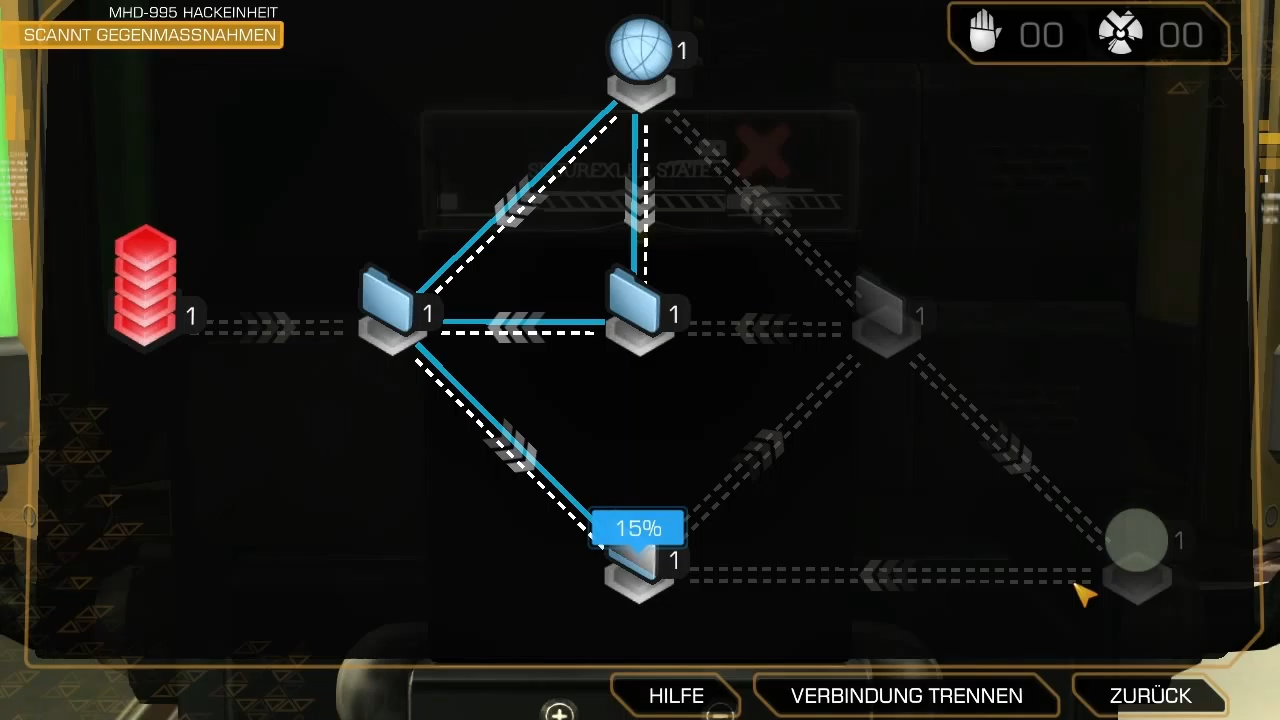 MHD-995 HACKEINHEIT
SCANNT GEGENMASSNAHMEN
00
00
1
1
1
1
1
15%
1
1
HILFE
VERBINDUNG TRENNEN
ZURÜCK